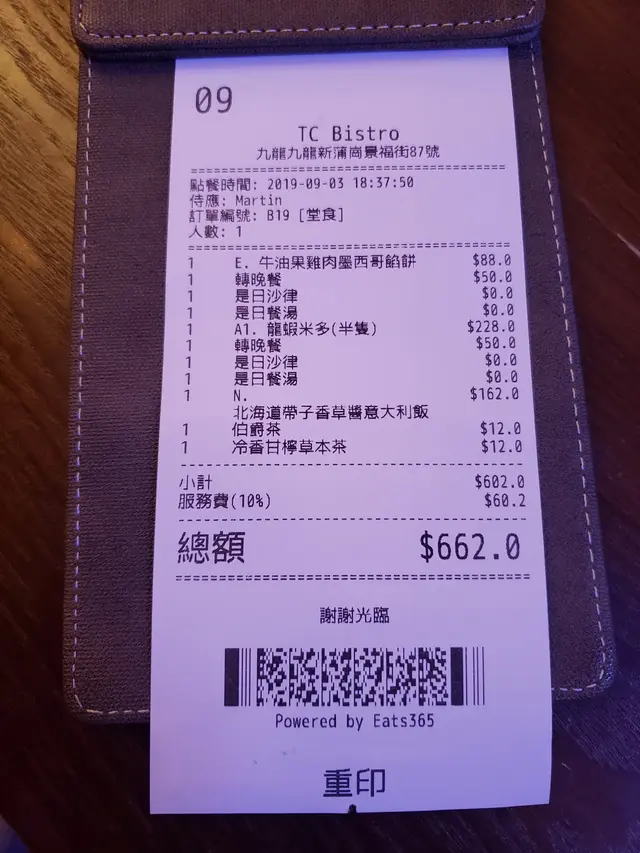 09
TC Bistro
九龍九龍新蒲崗景福街87號
點餐時間: 2019-09-03 18:37:50
侍應: Martin
訂單編號: B19 [堂食]
人數: 1
1 E. 牛油果雞肉墨西哥餡餅 $88.0
1 轉晚餐 $50.0
1 是日沙律 $0.0
1 是日餐湯 $0.0
1 A1. 龍蝦米多(半隻) $228.0
1 轉晚餐 $50.0
1 是日沙律 $0.0
1 是日餐湯 $0.0
1 N. $162.0
北海道帶子香草醬意大利飯
1 伯爵茶 $12.0
1 冷香甘檸草本茶 $12.0
小計 $602.0
服務費(10%) $60.2
總額 $662.0
謝謝光臨
Powered by Eats365
重印